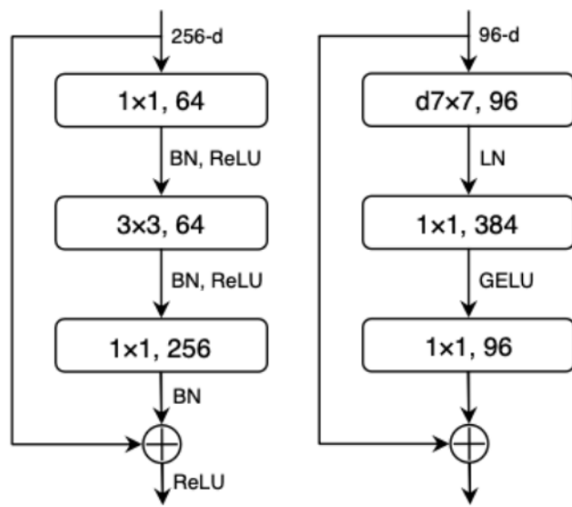 256-d
1×1, 64
BN, ReLU
3×3, 64
BN, ReLU
1×1, 256
BN
ReLU
96-d
d7×7, 96
LN
1×1, 384
GELU
1×1, 96